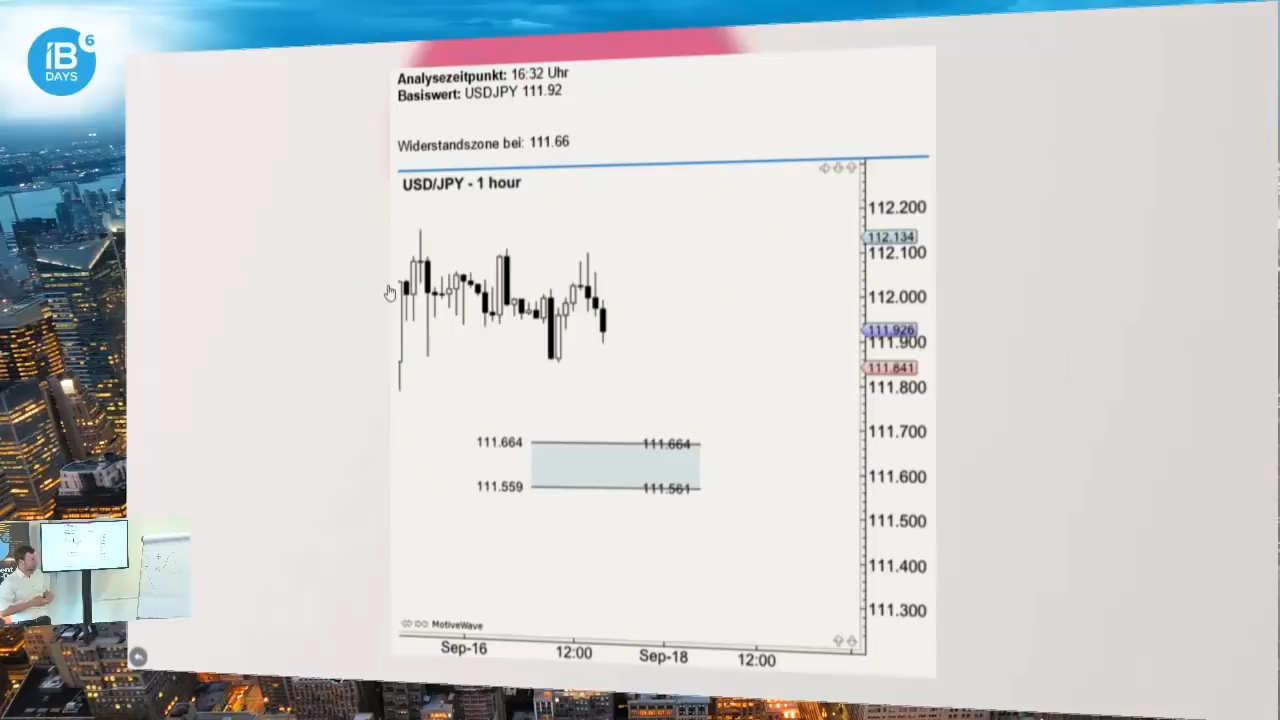 iB 6
DAYS
Analysezeitpunkt: 16:32 Uhr
Basiswert: USDJPY 111.92
Widerstandszone bei: 111.66
USD/JPY - 1 hour
112.200
112.134
112.100
112.000
111.926
111.900
111.841
111.800
111.700
111.664 111.664
111.600
111.559 111.561
111.500
111.400
111.300
MotiveWave
Sep-16 12:00 Sep-18 12:00